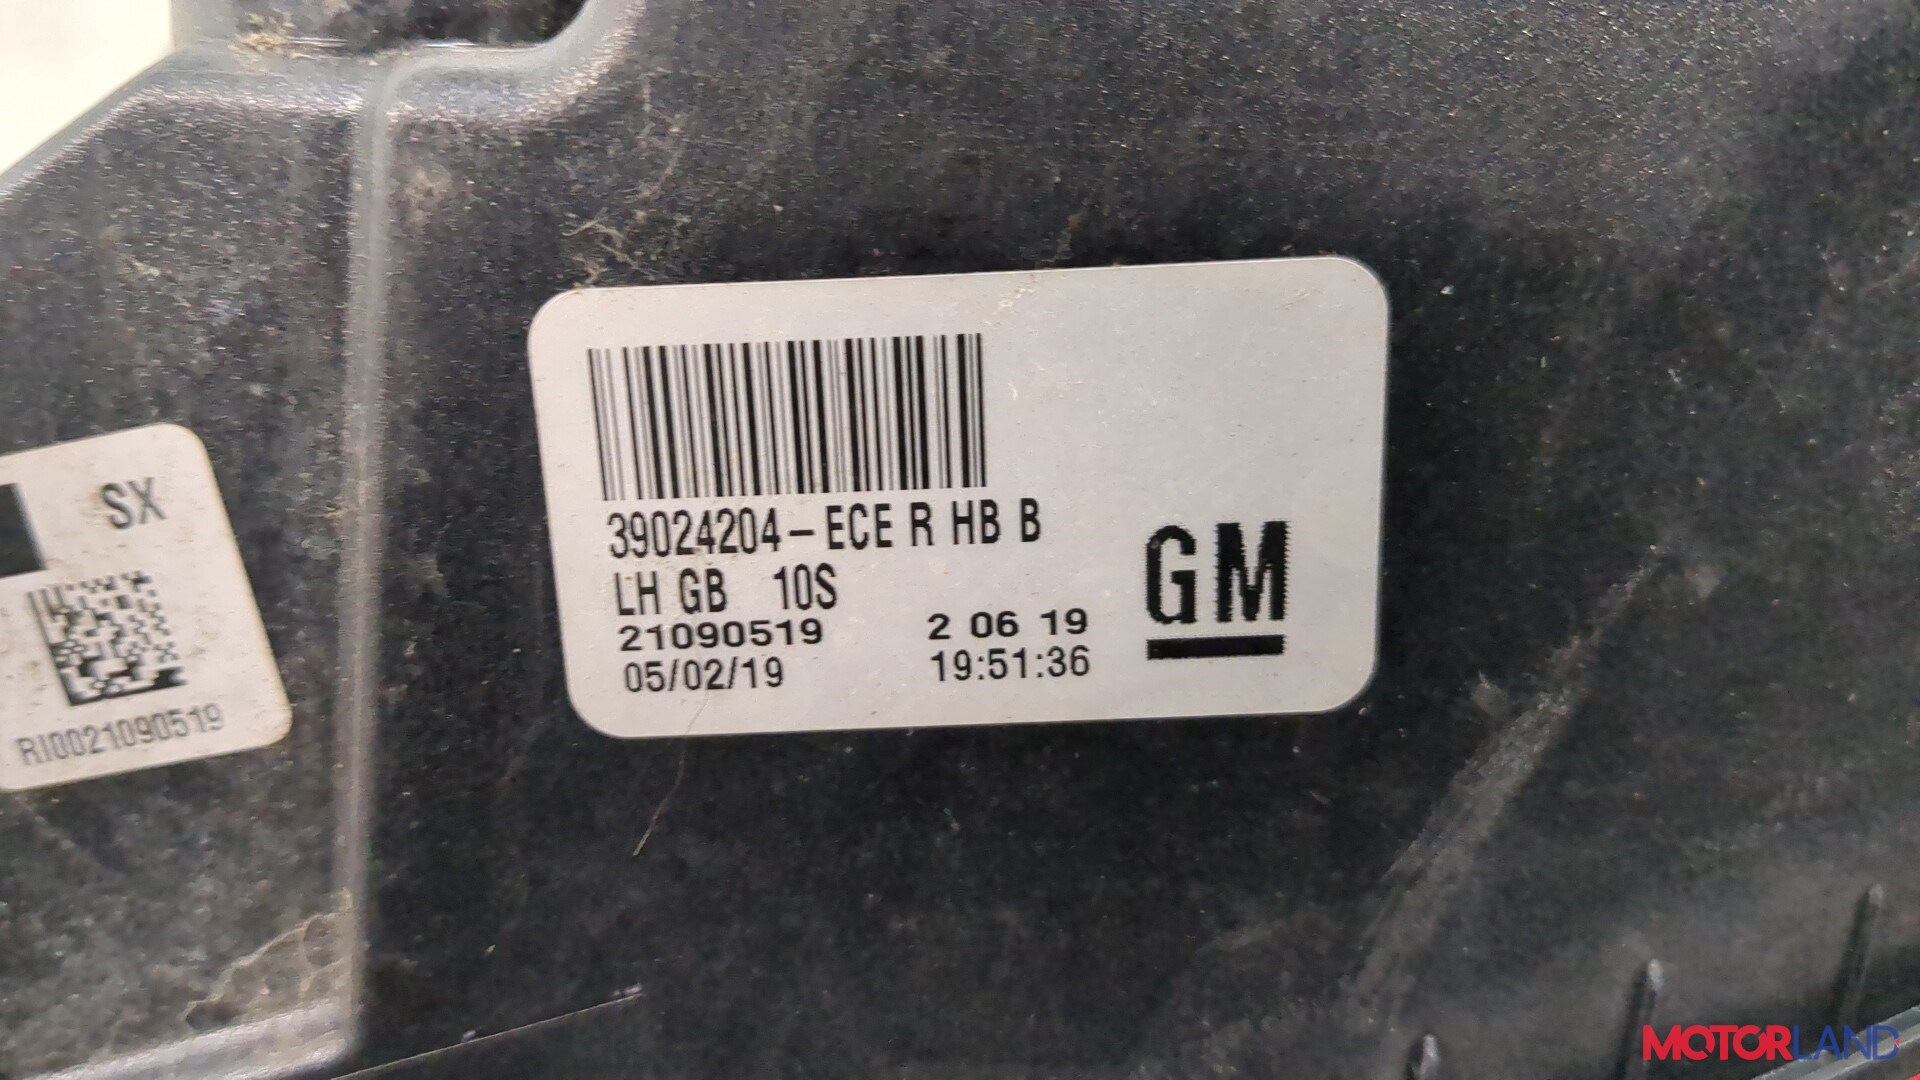 39024204-ECE R HB B
LH GB 10S
21090519 2 06 19
05/02/19 19:51:36
GM
SX
RI0021090519
MOTORLAND